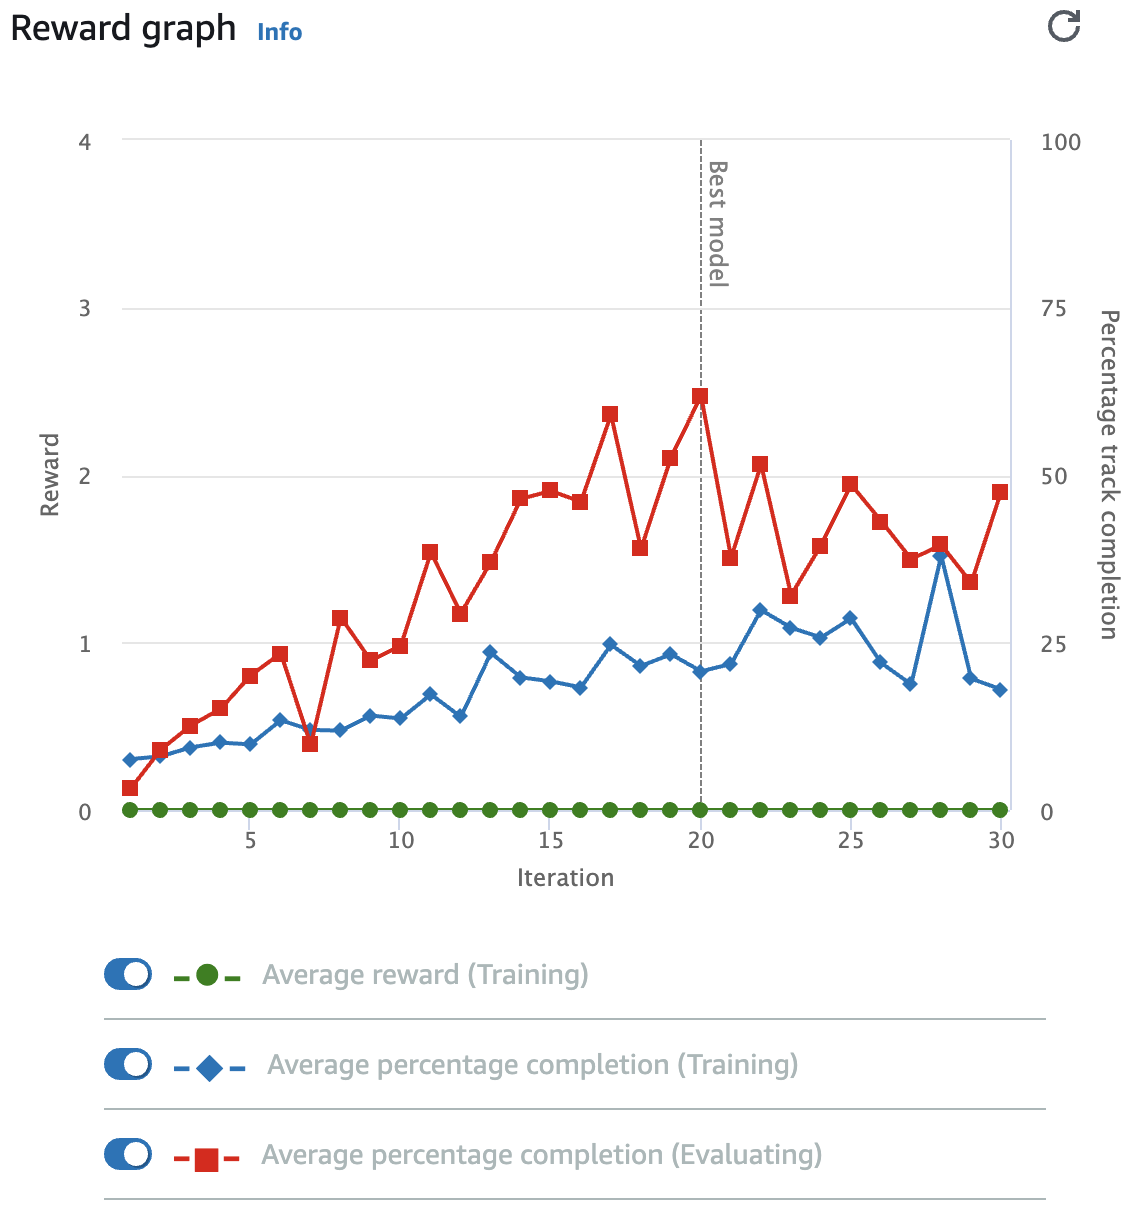 Reward graph Info
4
3
2
1
0
Reward
100
75
50
25
0
Percentage track completion
Best model
5 10 15 20 25 30
Iteration
Average reward (Training)
Average percentage completion (Training)
Average percentage completion (Evaluating)